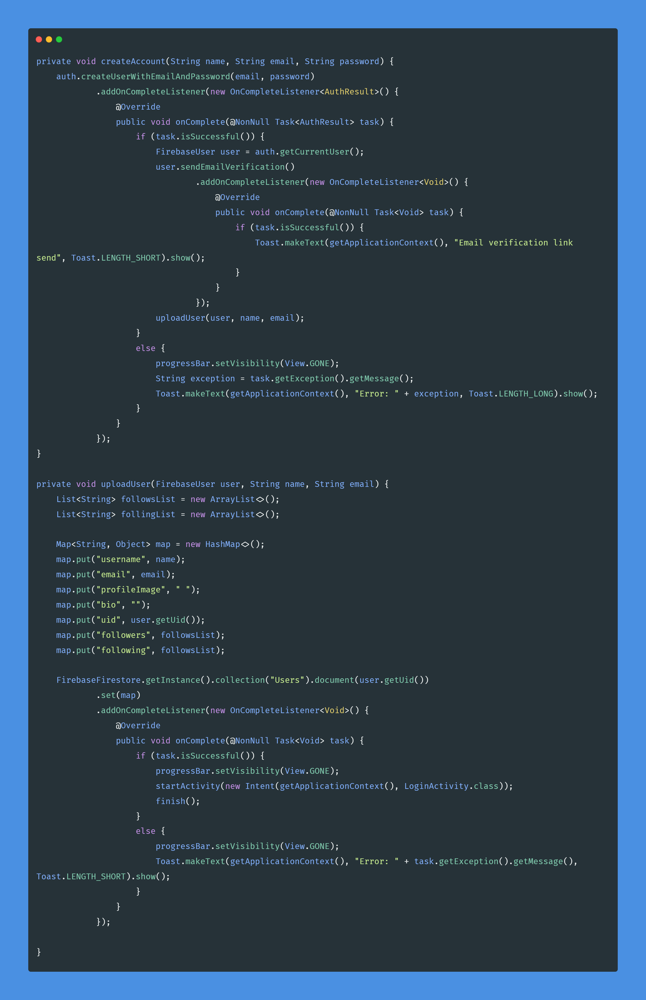 private void createAccount(String name, String email, String password) {
    auth.createUserWithEmailAndPassword(email, password)
            .addOnCompleteListener(new OnCompleteListener<AuthResult>() {
                @Override
                public void onComplete(@NonNull Task<AuthResult> task) {
                    if (task.isSuccessful()) {
                        FirebaseUser user = auth.getCurrentUser();
                        user.sendEmailVerification()
                                .addOnCompleteListener(new OnCompleteListener<Void>() {
                                    @Override
                                    public void onComplete(@NonNull Task<Void> task) {
                                        if (task.isSuccessful()) {
                                            Toast.makeText(getApplicationContext(), "Email verification link
send", Toast.LENGTH_SHORT).show();
                                        }
                                    }
                                });
                        uploadUser(user, name, email);
                    }
                    else {
                        progressBar.setVisibility(View.GONE);
                        String exception = task.getException().getMessage();
                        Toast.makeText(getApplicationContext(), "Error: " + exception, Toast.LENGTH_LONG).show();
                    }
                }
            });
}

private void uploadUser(FirebaseUser user, String name, String email) {
    List<String> followsList = new ArrayList<>();
    List<String> follingList = new ArrayList<>();

    Map<String, Object> map = new HashMap<>();
    map.put("username", name);
    map.put("email", email);
    map.put("profileImage", " ");
    map.put("bio", "");
    map.put("uid", user.getUid());
    map.put("followers", followsList);
    map.put("following", followsList);

    FirebaseFirestore.getInstance().collection("Users").document(user.getUid())
            .set(map)
            .addOnCompleteListener(new OnCompleteListener<Void>() {
                @Override
                public void onComplete(@NonNull Task<Void> task) {
                    if (task.isSuccessful()) {
                        progressBar.setVisibility(View.GONE);
                        startActivity(new Intent(getApplicationContext(), LoginActivity.class));
                        finish();
                    }
                    else {
                        progressBar.setVisibility(View.GONE);
                        Toast.makeText(getApplicationContext(), "Error: " + task.getException().getMessage(),
Toast.LENGTH_SHORT).show();
                    }
                }
            });

}